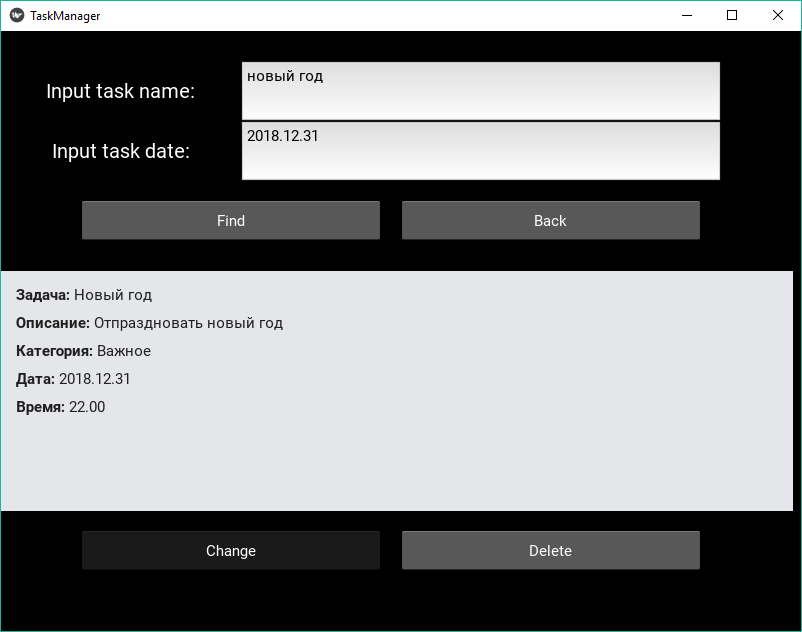 TaskManager
Input task name:
новый год
Input task date:
2018.12.31
Find
Back
Задача: Новый год
Описание: Отпраздновать новый год
Категория: Важное
Дата: 2018.12.31
Время: 22.00
Change
Delete